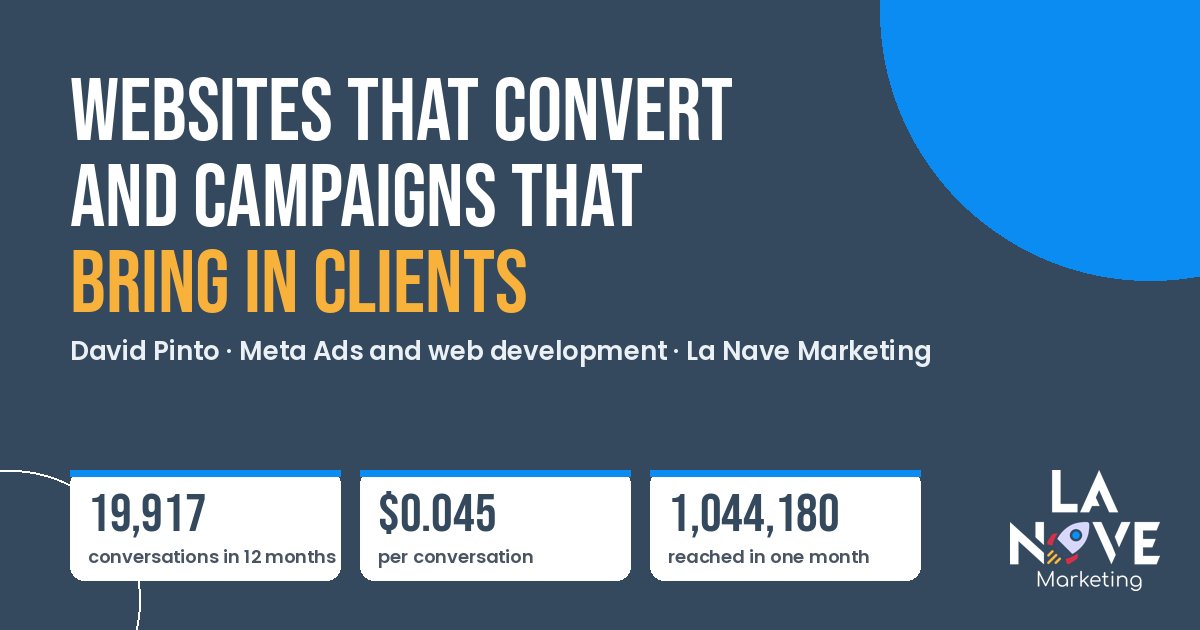 WEBSITES THAT CONVERT
AND CAMPAIGNS THAT
BRING IN CLIENTS
David Pinto · Meta Ads and web development · La Nave Marketing
19,917
conversations in 12 months
$0.045
per conversation
1,044,180
reached in one month
LA
NAVE
Marketing